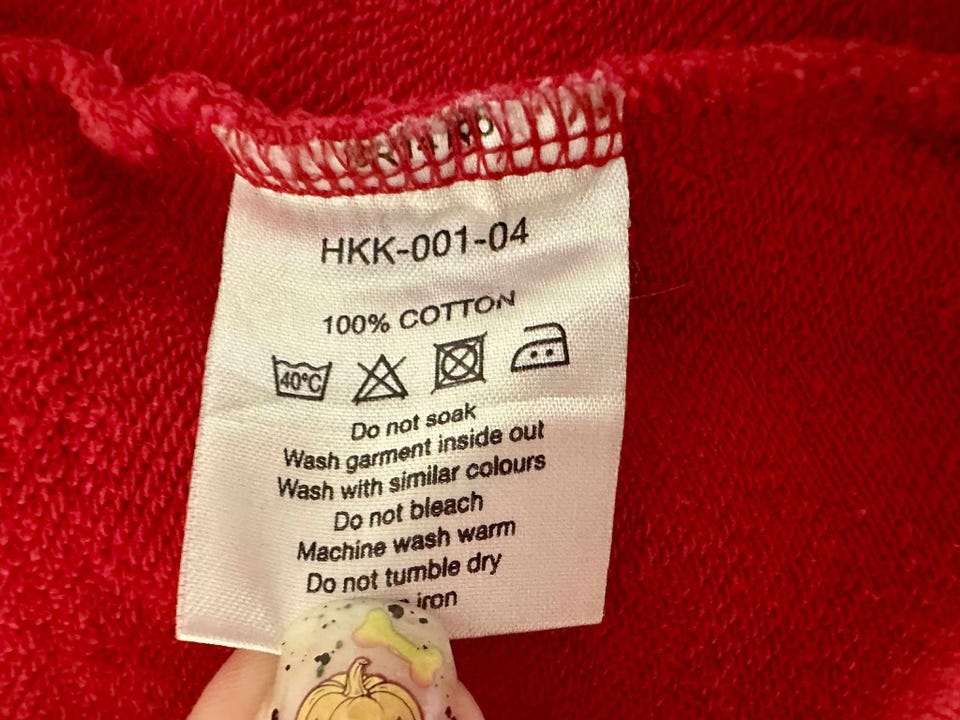 HKK-001-04
100% COTTON
40°C
Do not soak
Wash garment inside out
Wash with similar colours
Do not bleach
Machine wash warm
Do not tumble dry
iron